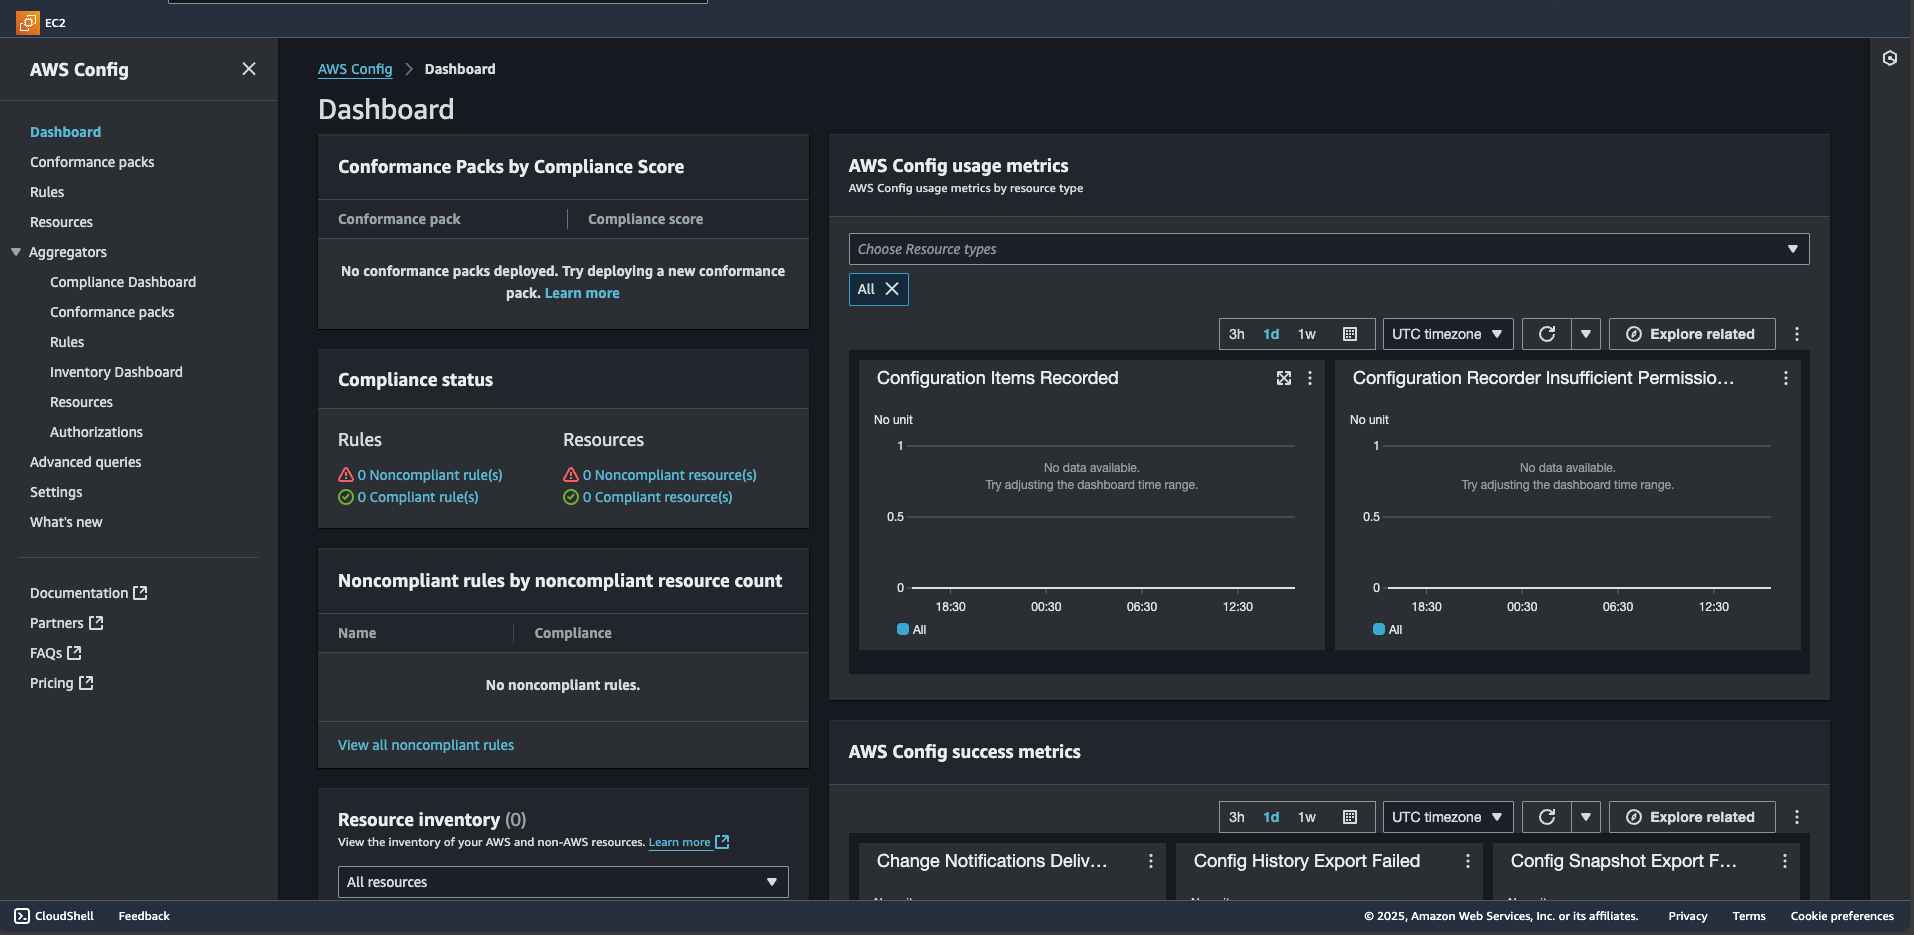 EC2
AWS Config
Dashboard
Conformance packs
Rules
Resources
Aggregators
Compliance Dashboard
Conformance packs
Rules
Inventory Dashboard
Resources
Authorizations
Advanced queries
Settings
What's new
Documentation
Partners
FAQs
Pricing
AWS Config > Dashboard
Dashboard
Conformance Packs by Compliance Score
Conformance pack Compliance score
No conformance packs deployed. Try deploying a new conformance
pack. Learn more
Compliance status
Rules Resources
0 Noncompliant rule(s) 0 Noncompliant resource(s)
0 Compliant rule(s) 0 Compliant resource(s)
Noncompliant rules by noncompliant resource count
Name Compliance
No noncompliant rules.
View all noncompliant rules
Resource inventory (0)
View the inventory of your AWS and non-AWS resources. Learn more
All resources
AWS Config usage metrics
AWS Config usage metrics by resource type
Choose Resource types
All
3h 1d 1w UTC timezone Explore related
Configuration Items Recorded
No unit
1
No data available.
Try adjusting the dashboard time range.
0.5
0
18:30 00:30 06:30 12:30
All
Configuration Recorder Insufficient Permissio...
No unit
1
No data available.
Try adjusting the dashboard time range.
0.5
0
18:30 00:30 06:30 12:30
All
AWS Config success metrics
3h 1d 1w UTC timezone Explore related
Change Notifications Deliv... Config History Export Failed Config Snapshot Export F...
CloudShell Feedback © 2025, Amazon Web Services, Inc. or its affiliates. Privacy Terms Cookie preferences